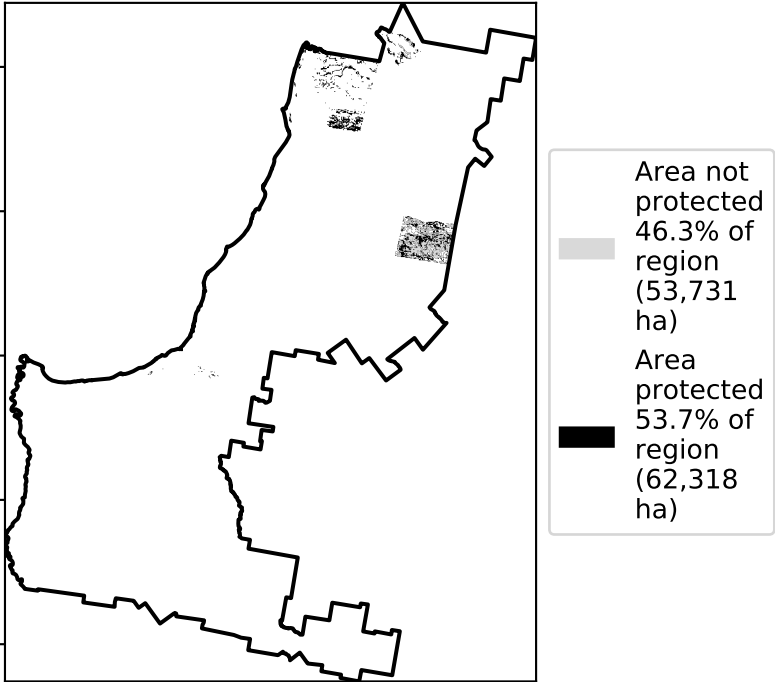 Area not
protected
46.3% of
region
(53,731
ha)
Area
protected
53.7% of
region
(62,318
ha)